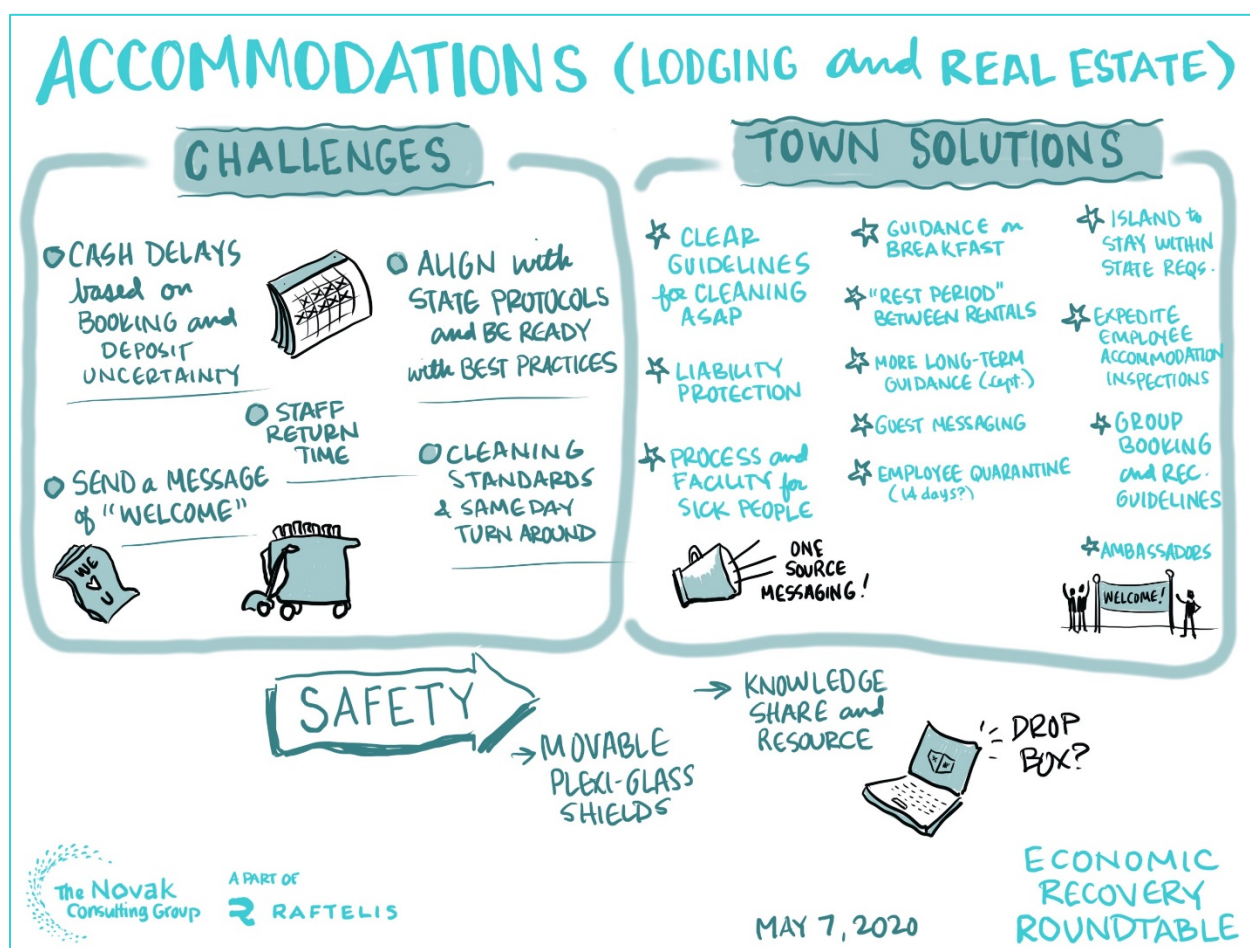 ACCOMMODATIONS (LODGING and REAL ESTATE)
CHALLENGES
CASH DELAYS
based on
BOOKING and
DEPOSIT
UNCERTAINTY
ALIGN with
STATE PROTOCOLS
and BE READY
with BEST PRACTICES
STAFF
RETURN
TIME
SEND a MESSAGE
of "WELCOME"
CLEANING
STANDARDS
& SAME DAY
TURN AROUND
WE
U
TOWN SOLUTIONS
CLEAR
GUIDELINES
for CLEANING
ASAP
LIABILITY
PROTECTION
PROCESS and
FACILITY for
SICK PEOPLE
ONE
SOURCE
MESSAGING!
GUIDANCE on
BREAKFAST
"REST PERIOD"
BETWEEN RENTALS
MORE LONG-TERM
GUIDANCE (Sept.)
GUEST MESSAGING
EMPLOYEE QUARANTINE
(14 days?)
ISLAND to
STAY WITHIN
STATE REQS.
EXPEDITE
EMPLOYEE
ACCOMMODATION
INSPECTIONS
GROUP
BOOKING
and REC.
GUIDELINES
AMBASSADORS
WELCOME!
SAFETY
→ MOVABLE
PLEXI-GLASS
SHIELDS
→ KNOWLEDGE
SHARE and
RESOURCE
DROP
BOX?
The Novak
Consulting Group
A PART OF
RAFTELIS
MAY 7, 2020
ECONOMIC
RECOVERY
ROUNDTABLE